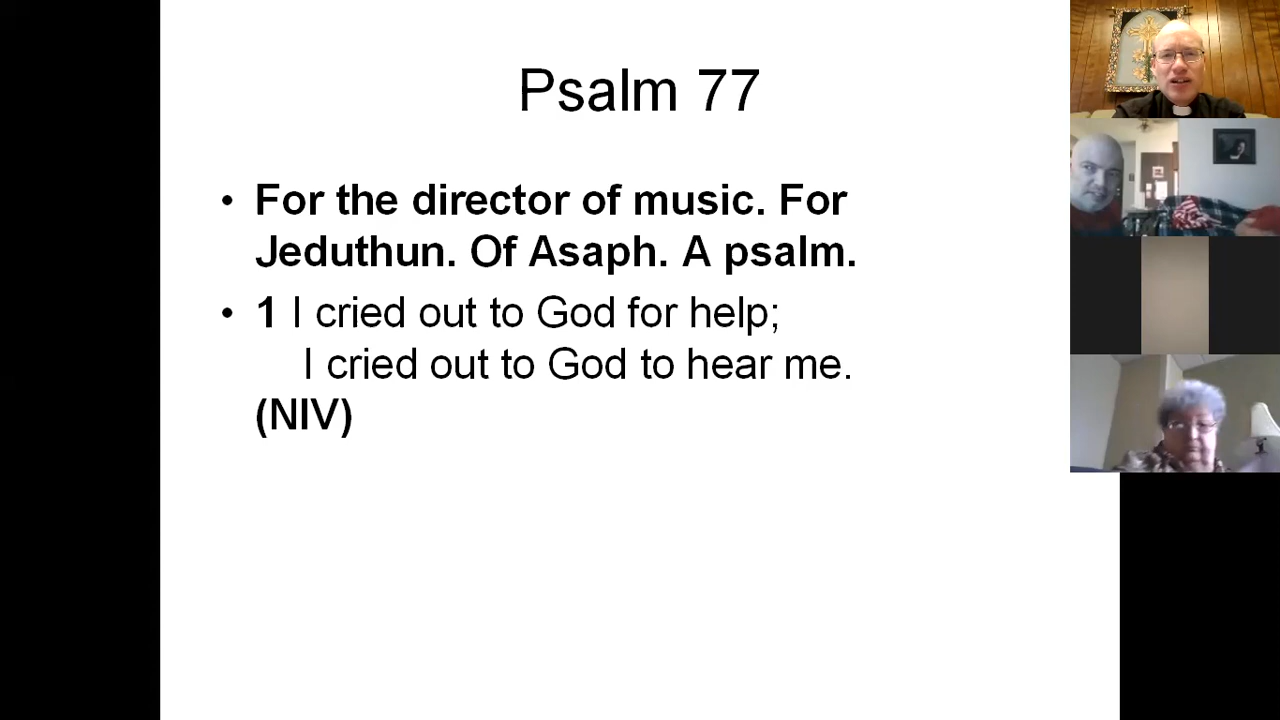 Psalm 77
• For the director of music. For
Jeduthun. Of Asaph. A psalm.
• 1 I cried out to God for help;
I cried out to God to hear me.
(NIV)